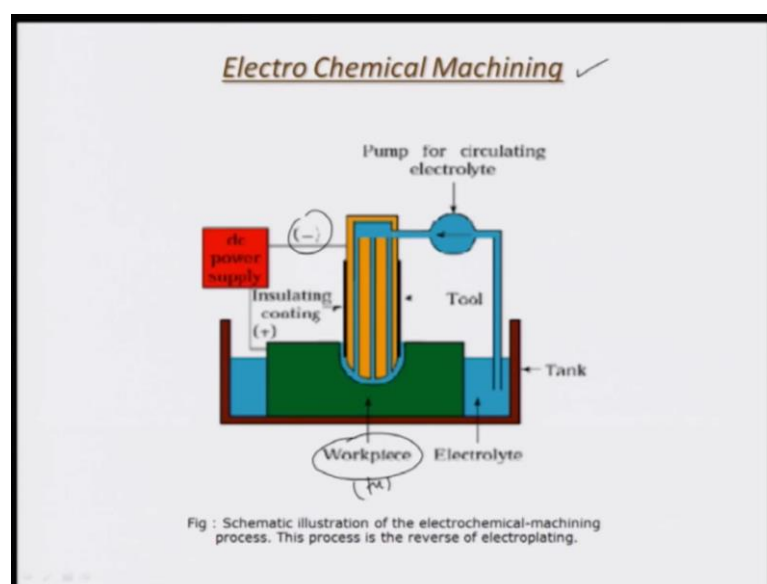 Electro Chemical Machining
Pump for circulating
electrolyte
(−)
dc
power
supply
Insulating
coating
(+)
Tool
Tank
Workpiece
Electrolyte
Fig : Schematic illustration of the electrochemical-machining
process. This process is the reverse of electroplating.